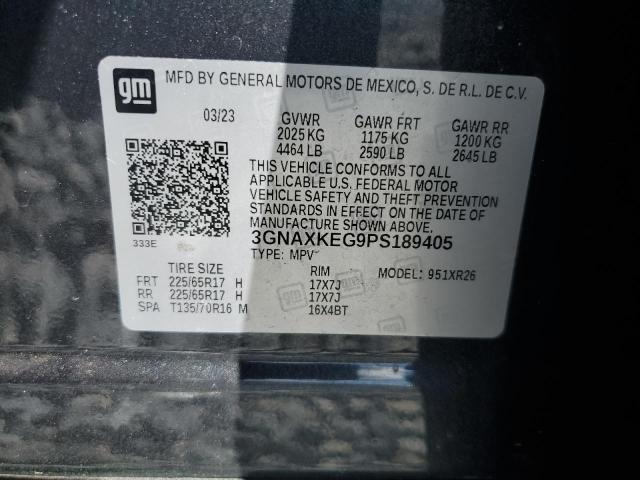 gm
MFD BY GENERAL MOTORS DE MEXICO, S. DE R.L. DE C.V.
03/23 GVWR GAWR FRT GAWR RR
2025 KG 1175 KG 1200 KG
4464 LB 2590 LB 2645 LB
THIS VEHICLE CONFORMS TO ALL
APPLICABLE U.S. FEDERAL MOTOR
VEHICLE SAFETY AND THEFT PREVENTION
STANDARDS IN EFFECT ON THE DATE OF
MANUFACTURE SHOWN ABOVE.
333E 3GNAXKEG9PS189405
TYPE: MPV
TIRE SIZE RIM MODEL: 951XR26
FRT 225/65R17 H 17X7J
RR 225/65R17 H 17X7J
SPA T135/70R16 M 16X4BT